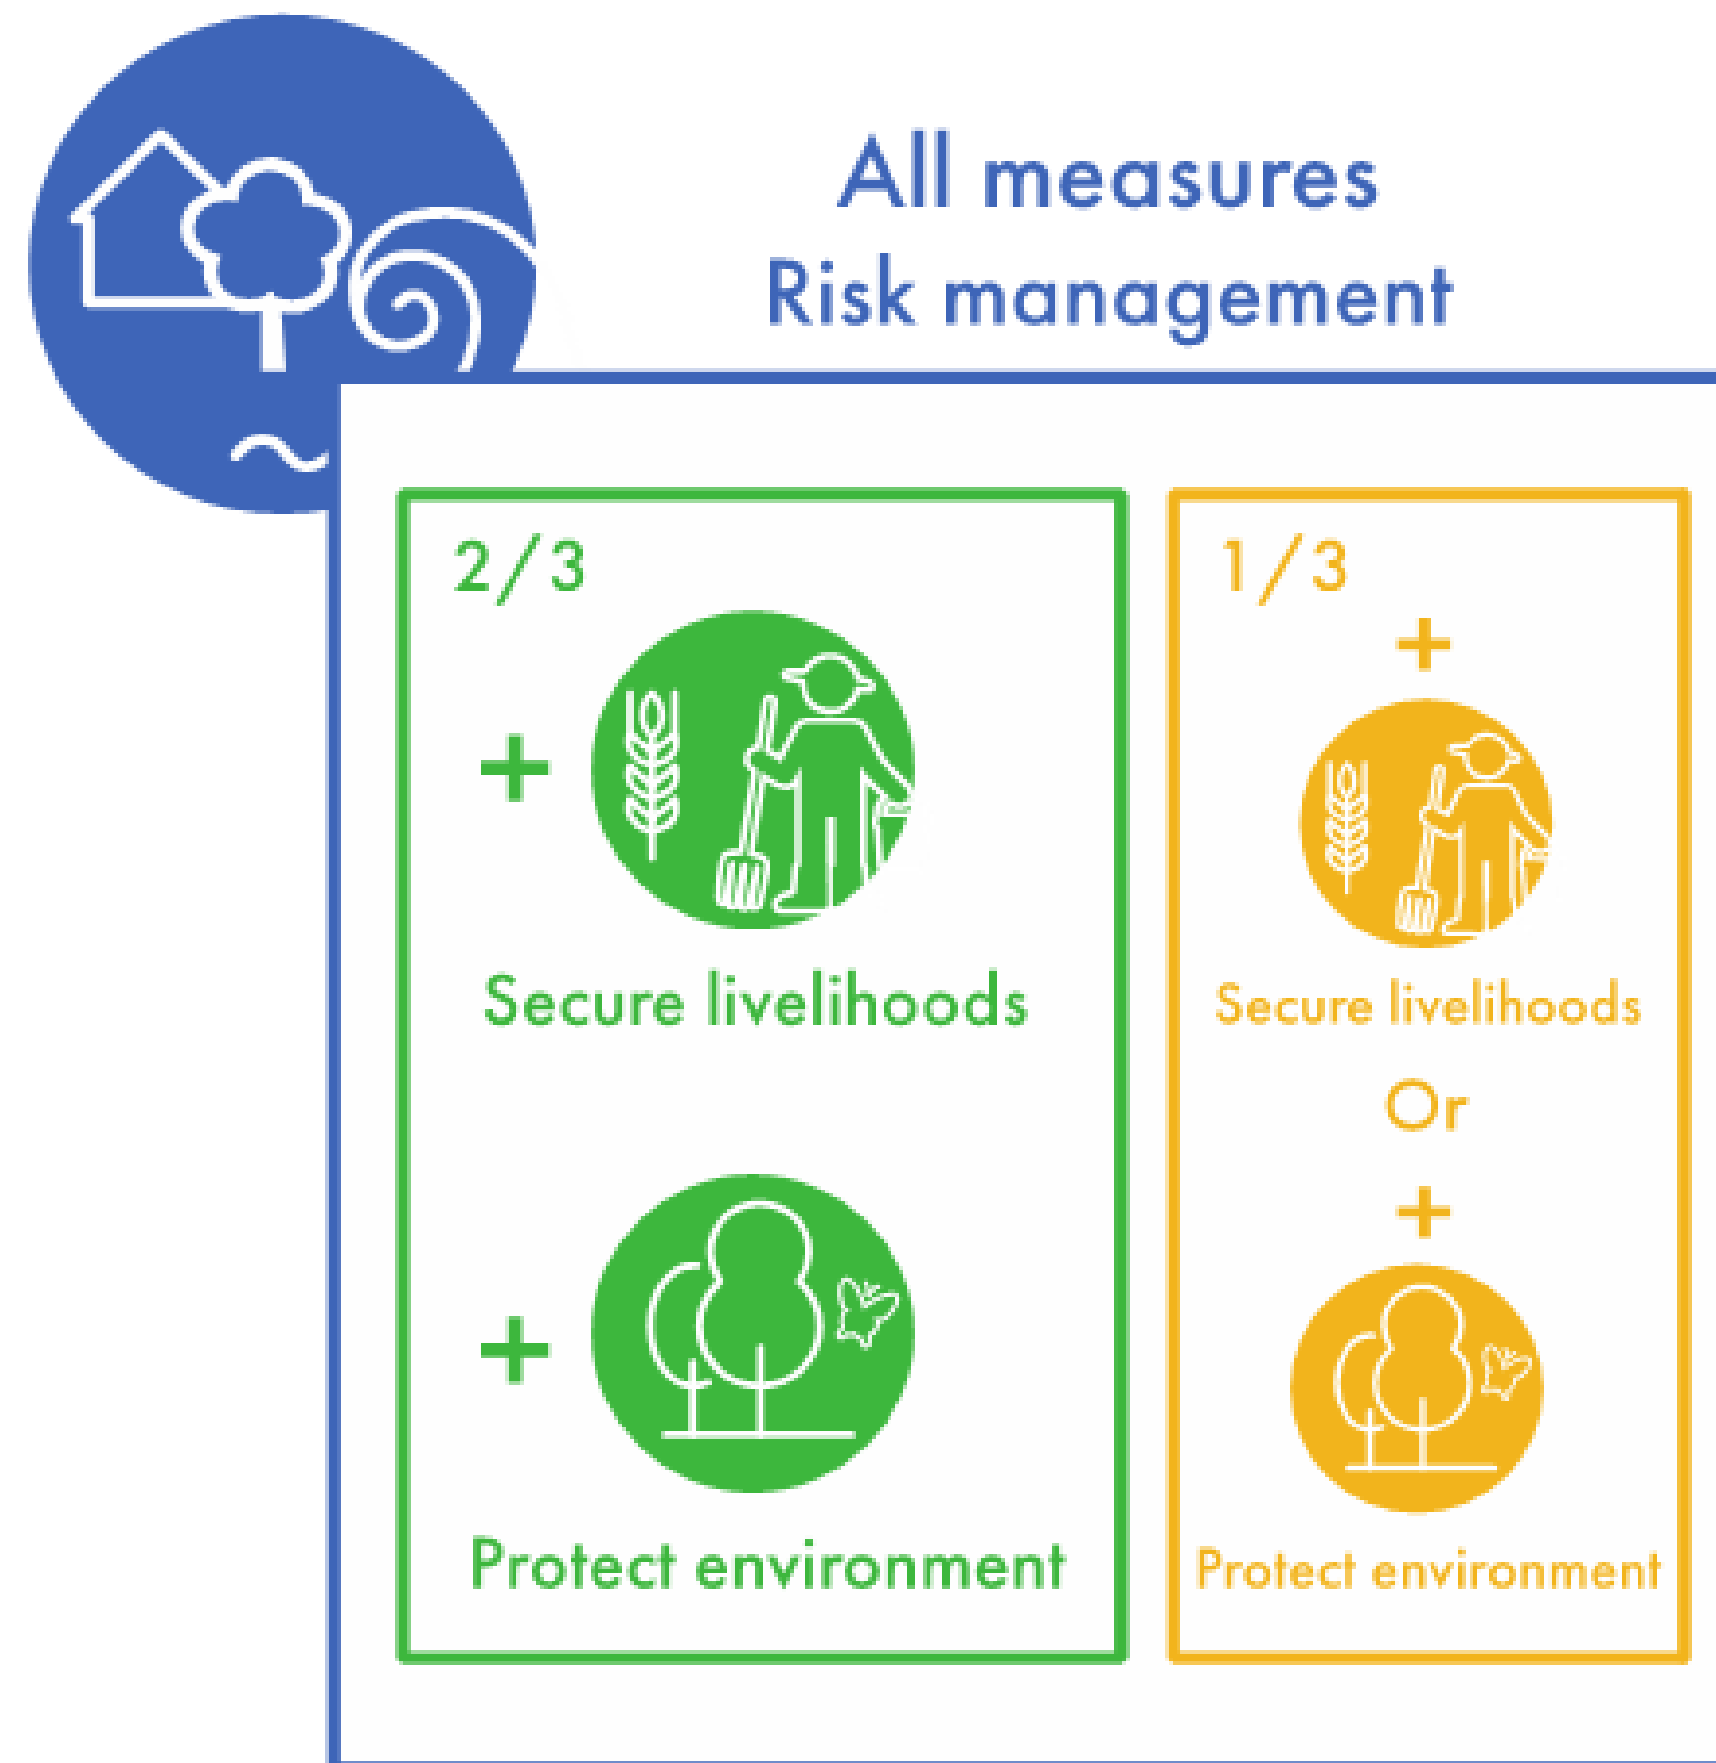 All measures
Risk management
2/3
+
Secure livelihoods
+
Protect environment
1/3
+
Secure livelihoods
Or
+
Protect environment